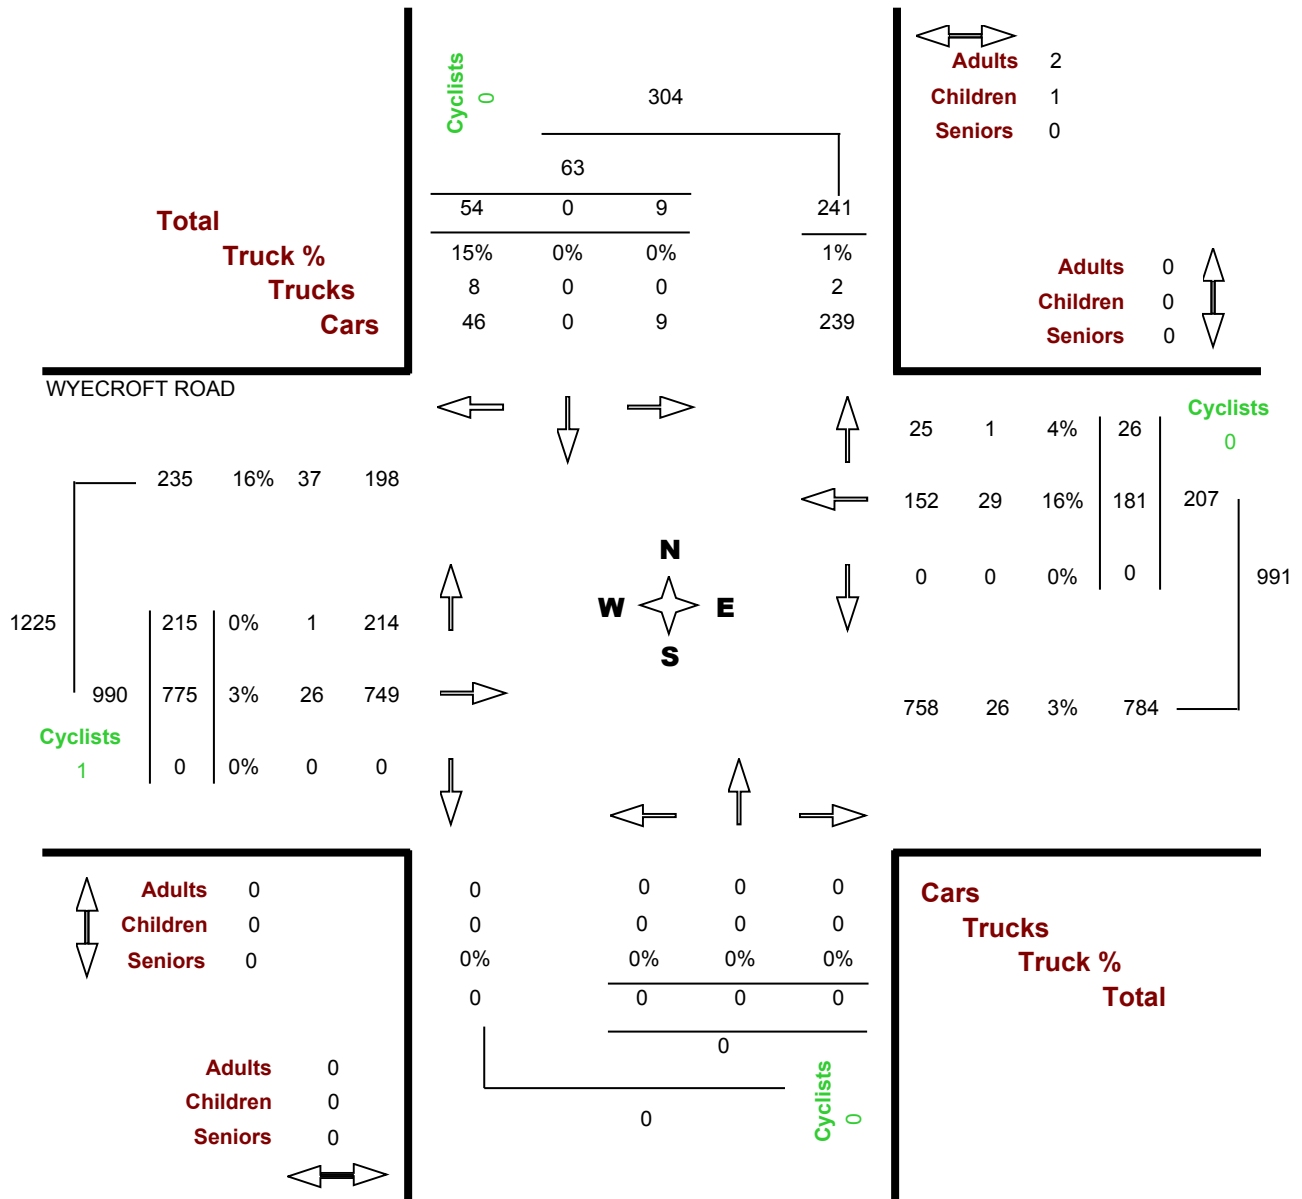 Cyclists
0
304
63
54 0 9 241
15% 0% 0% 1%
8 0 0 2
46 0 9 239
Total
Truck %
Trucks
Cars
Adults 2
Children 1
Seniors 0
Adults 0
Children 0
Seniors 0
WYECROFT ROAD
235 16% 37 198
1225
215 0% 1 214
990 775 3% 26 749
Cyclists
1
0 0% 0 0
N
W E
S
25 1 4% 26
Cyclists
0
152 29 16% 181 207
0 0 0% 0
991
758 26 3% 784
Adults 0
Children 0
Seniors 0
0 0 0 0
0 0 0 0
0% 0% 0% 0%
0 0 0 0
0
0
Cyclists
0
Cars
Trucks
Truck %
Total
Adults 0
Children 0
Seniors 0